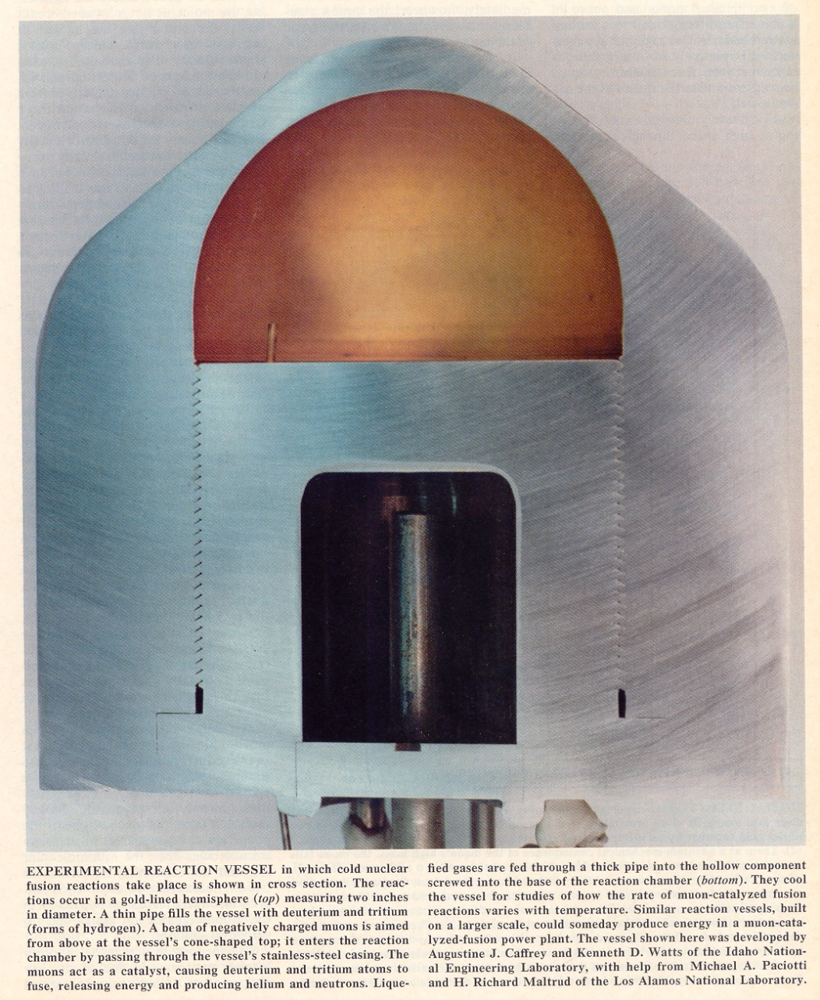 EXPERIMENTAL REACTION VESSEL in which cold nuclear
fusion reactions take place is shown in cross section. The reac-
tions occur in a gold-lined hemisphere (top) measuring two inches
in diameter. A thin pipe fills the vessel with deuterium and tritium
(forms of hydrogen). A beam of negatively charged muons is aimed
from above at the vessel's cone-shaped top; it enters the reaction
chamber by passing through the vessel's stainless-steel casing. The
muons act as a catalyst, causing deuterium and tritium atoms to
fuse, releasing energy and producing helium and neutrons. Lique-
fied gases are fed through a thick pipe into the hollow component
screwed into the base of the reaction chamber (bottom). They cool
the vessel for studies of how the rate of muon-catalyzed fusion
reactions varies with temperature. Similar reaction vessels, built
on a larger scale, could someday produce energy in a muon-cata-
lyzed-fusion power plant. The vessel shown here was developed by
Augustine J. Caffrey and Kenneth D. Watts of the Idaho Nation-
al Engineering Laboratory, with help from Michael A. Paciotti
and H. Richard Maltrud of the Los Alamos National Laboratory.